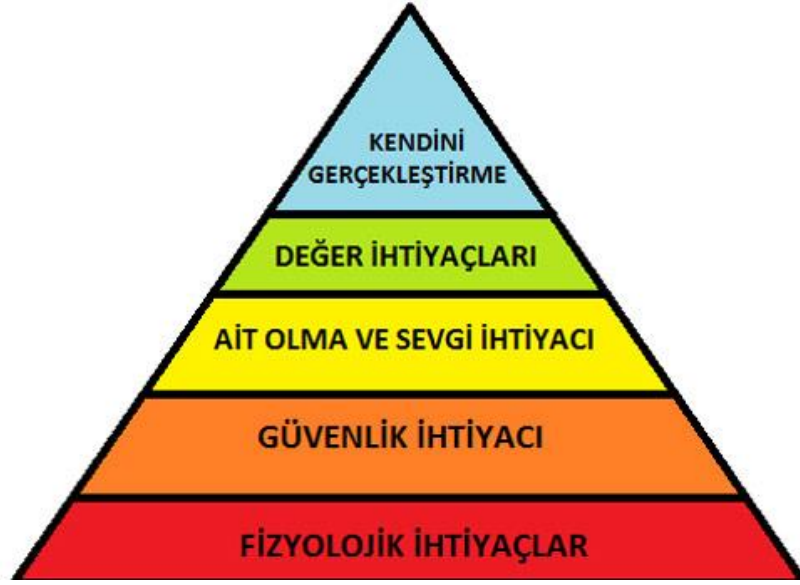 KENDİNİ
GERÇEKLEŞTİRME
DEĞER İHTİYAÇLARI
AİT OLMA VE SEVGİ İHTİYACI
GÜVENLİK İHTİYACI
FİZYOLOJİK İHTİYAÇLAR